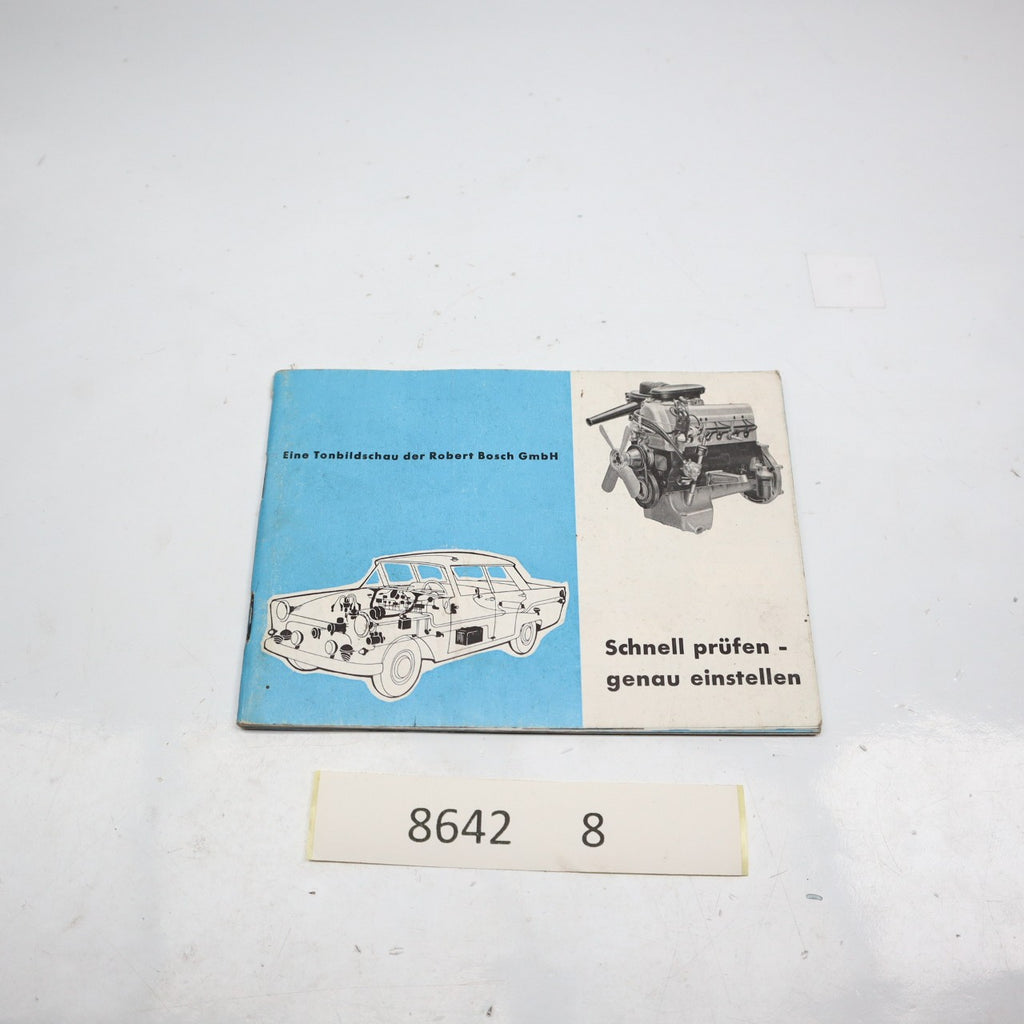 Eine Tonbildschau der Robert Bosch GmbH
Schnell prüfen -
genau einstellen
8642 8